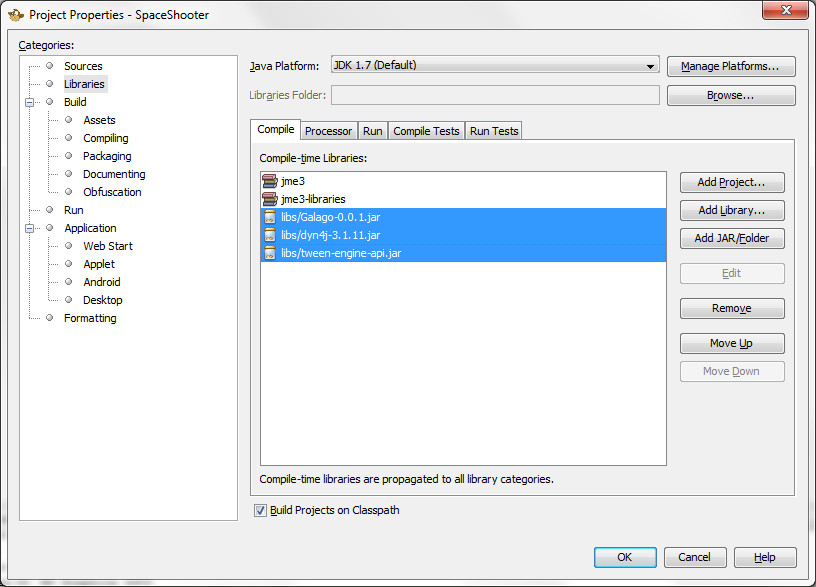 Project Properties - SpaceShooter
Categories:
Sources
Libraries
Build
Assets
Compiling
Packaging
Documenting
Obfuscation
Run
Application
Web Start
Applet
Android
Desktop
Formatting
Java Platform:
JDK 1.7 (Default)
Manage Platforms...
Libraries Folder:
Browse...
Compile
Processor
Run
Compile Tests
Run Tests
Compile-time Libraries:
jme3
jme3-libraries
libs/Galago-0.0.1.jar
libs/dyn4j-3.1.11.jar
libs/tween-engine-api.jar
Add Project...
Add Library...
Add JAR/Folder
Edit
Remove
Move Up
Move Down
Compile-time libraries are propagated to all library categories.
Build Projects on Classpath
OK
Cancel
Help